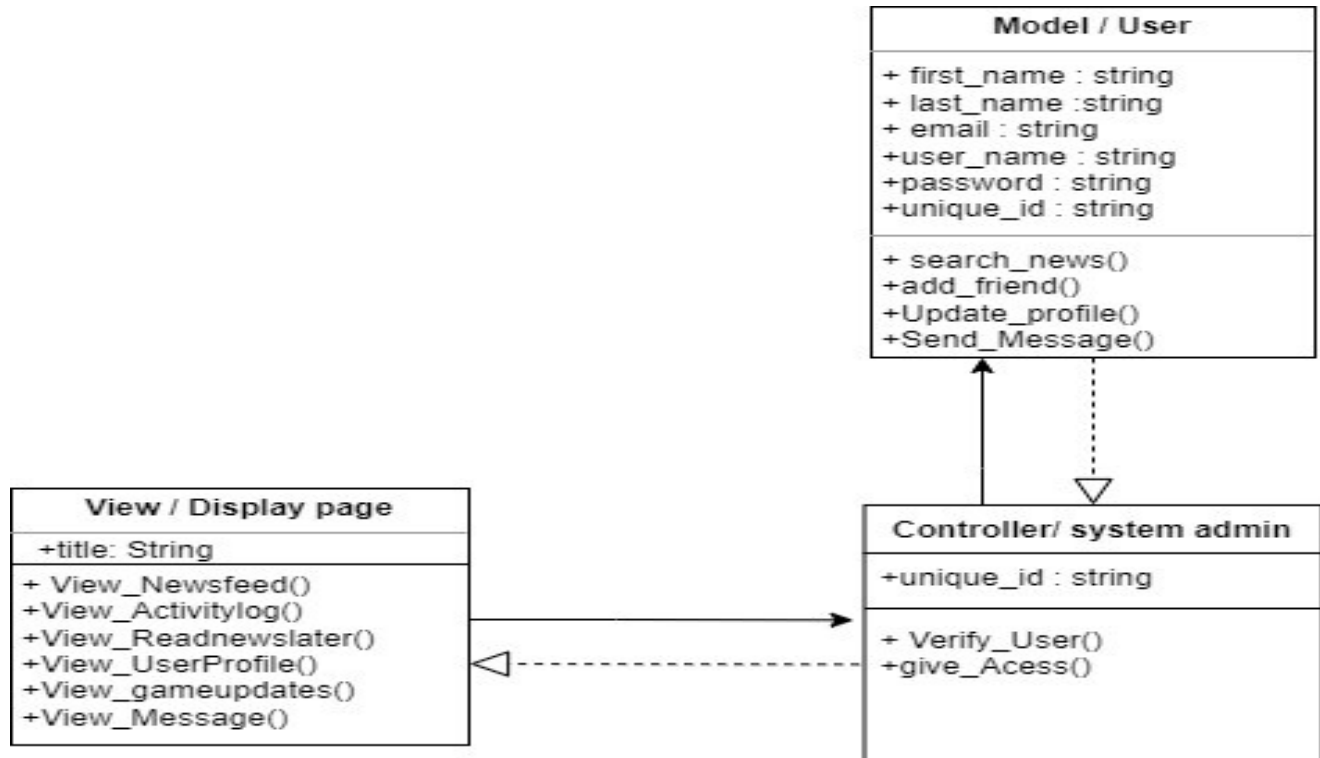 Model / User
+ first_name : string
+ last_name :string
+ email : string
+user_name : string
+password : string
+unique_id : string
+ search_news()
+add_friend()
+Update_profile()
+Send_Message()
View / Display page
+title: String
+ View_Newsfeed()
+View_Activitylog()
+View_Readnewslater()
+View_UserProfile()
+View_gameupdates()
+View_Message()
Controller/ system admin
+unique_id : string
+ Verify_User()
+give_Acess()